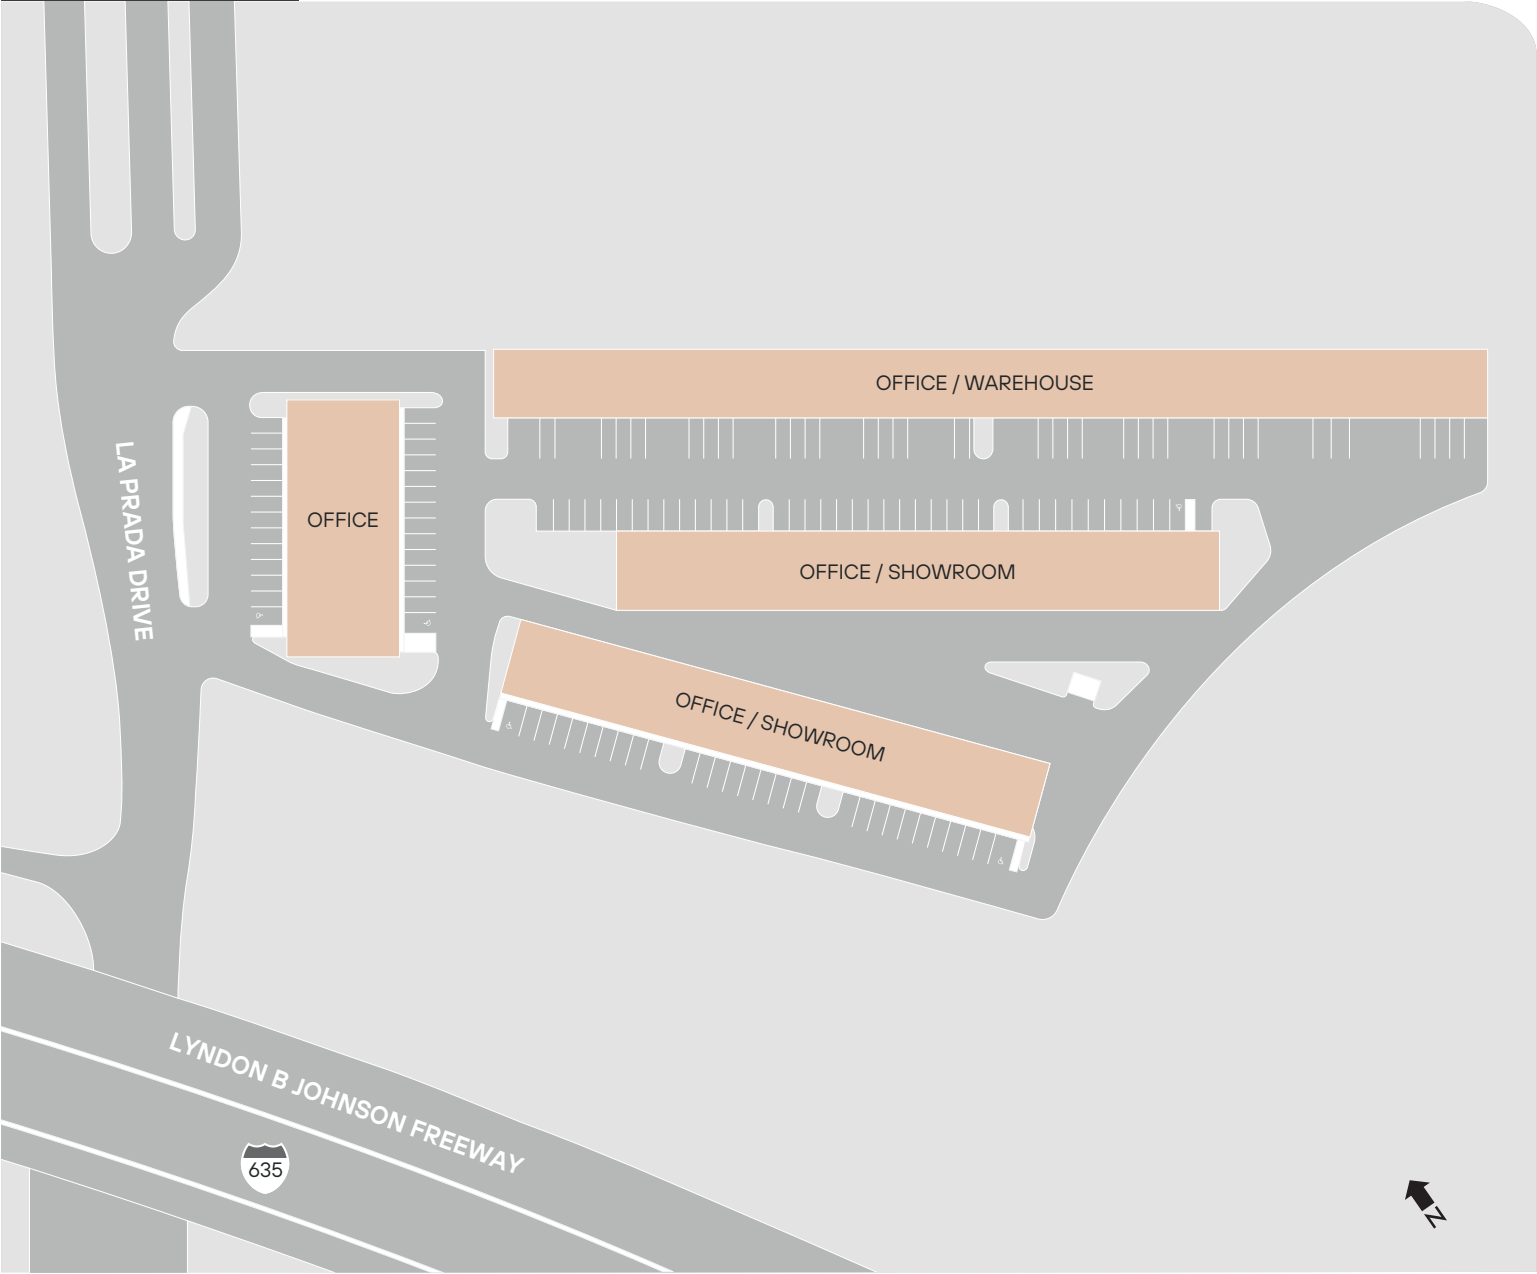 OFFICE / WAREHOUSE
LA PRADA DRIVE
OFFICE
OFFICE / SHOWROOM
OFFICE / SHOWROOM
LYNDON B JOHNSON FREEWAY
635
N